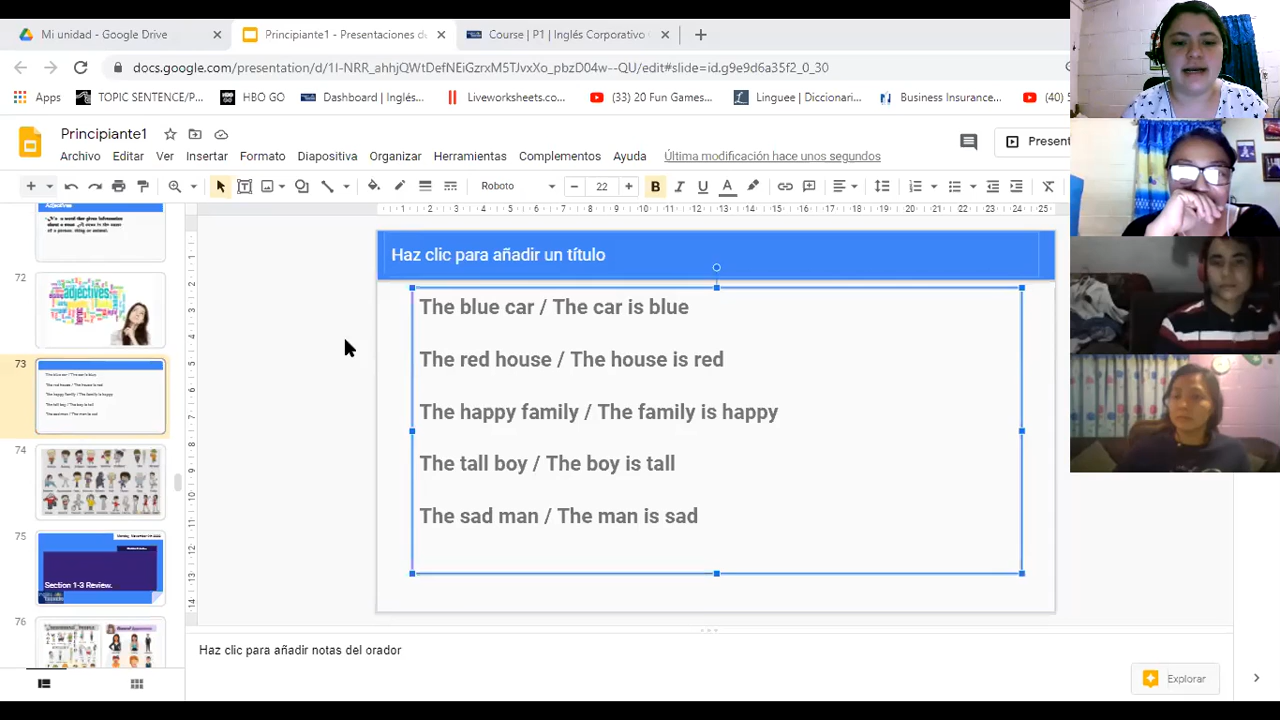 Mi unidad - Google Drive
Principiante1 - Presentaciones d
Course | P1 | Inglés Corporativo
docs.google.com/presentation/d/1I-NRR_ahhjQWtDeENEiGzrxM5TJvxXo_pbzD04w--QU/edit#slide=id.g9e9d6a35f2_0_30
Apps
TOPIC SENTENCE/P...
HBO GO
Dashboard | Inglés...
Liveworksheets.co...
(33) 20 Fun Games...
Linguee | Diccionari...
Business Insurance...
(40)
Principiante1
Presen
Archivo Editar Ver Insertar Formato Diapositiva Organizar Herramientas Complementos Ayuda Última modificación hace unos segundos
Roboto
22
Adjectives
72
adjectives
73
74
75
Section 1-3 Review.
76
Haz clic para añadir un título
The blue car / The car is blue
The red house / The house is red
The happy family / The family is happy
The tall boy / The boy is tall
The sad man / The man is sad
Haz clic para añadir notas del orador
Explorar